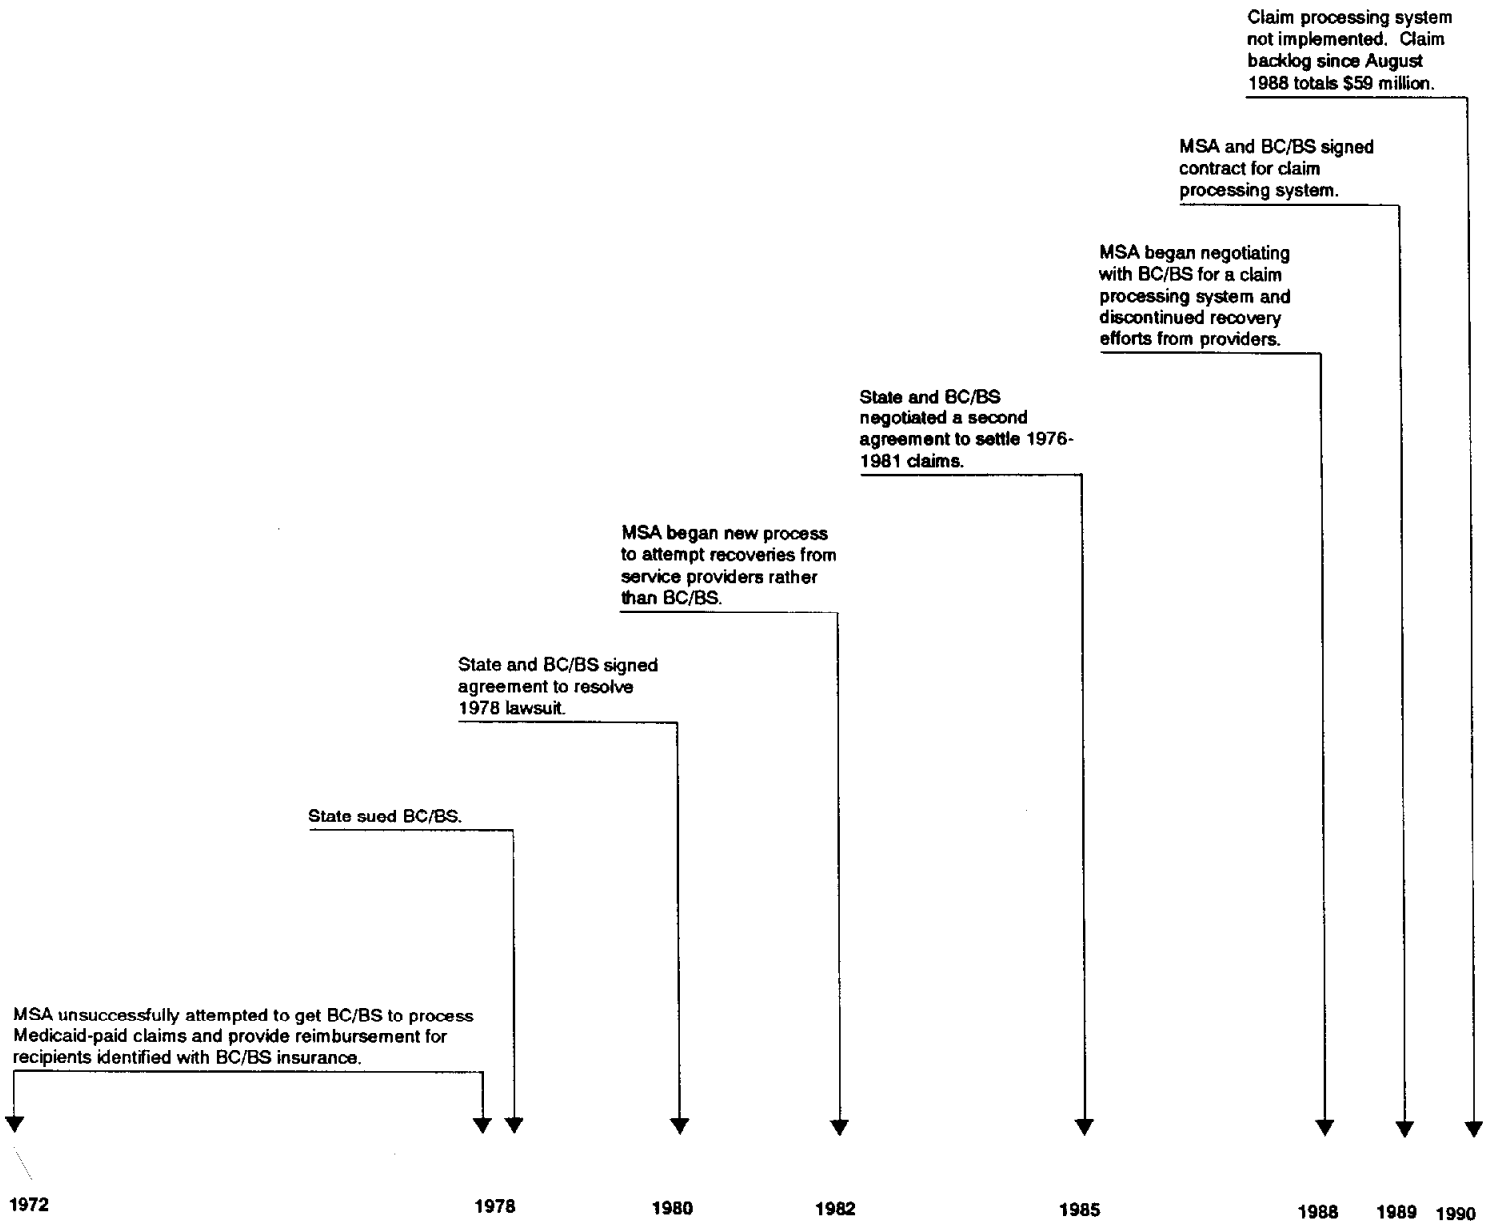 Claim processing system
not implemented. Claim
backlog since August
1988 totals $59 million.
MSA and BC/BS signed
contract for claim
processing system.
MSA began negotiating
with BC/BS for a claim
processing system and
discontinued recovery
efforts from providers.
State and BC/BS
negotiated a second
agreement to settle 1976-
1981 claims.
MSA began new process
to attempt recoveries from
service providers rather
than BC/BS.
State and BC/BS signed
agreement to resolve
1978 lawsuit.
State sued BC/BS.
MSA unsuccessfully attempted to get BC/BS to process
Medicaid-paid claims and provide reimbursement for
recipients identified with BC/BS insurance.
1972 1978 1980 1982 1985 1988 1989 1990